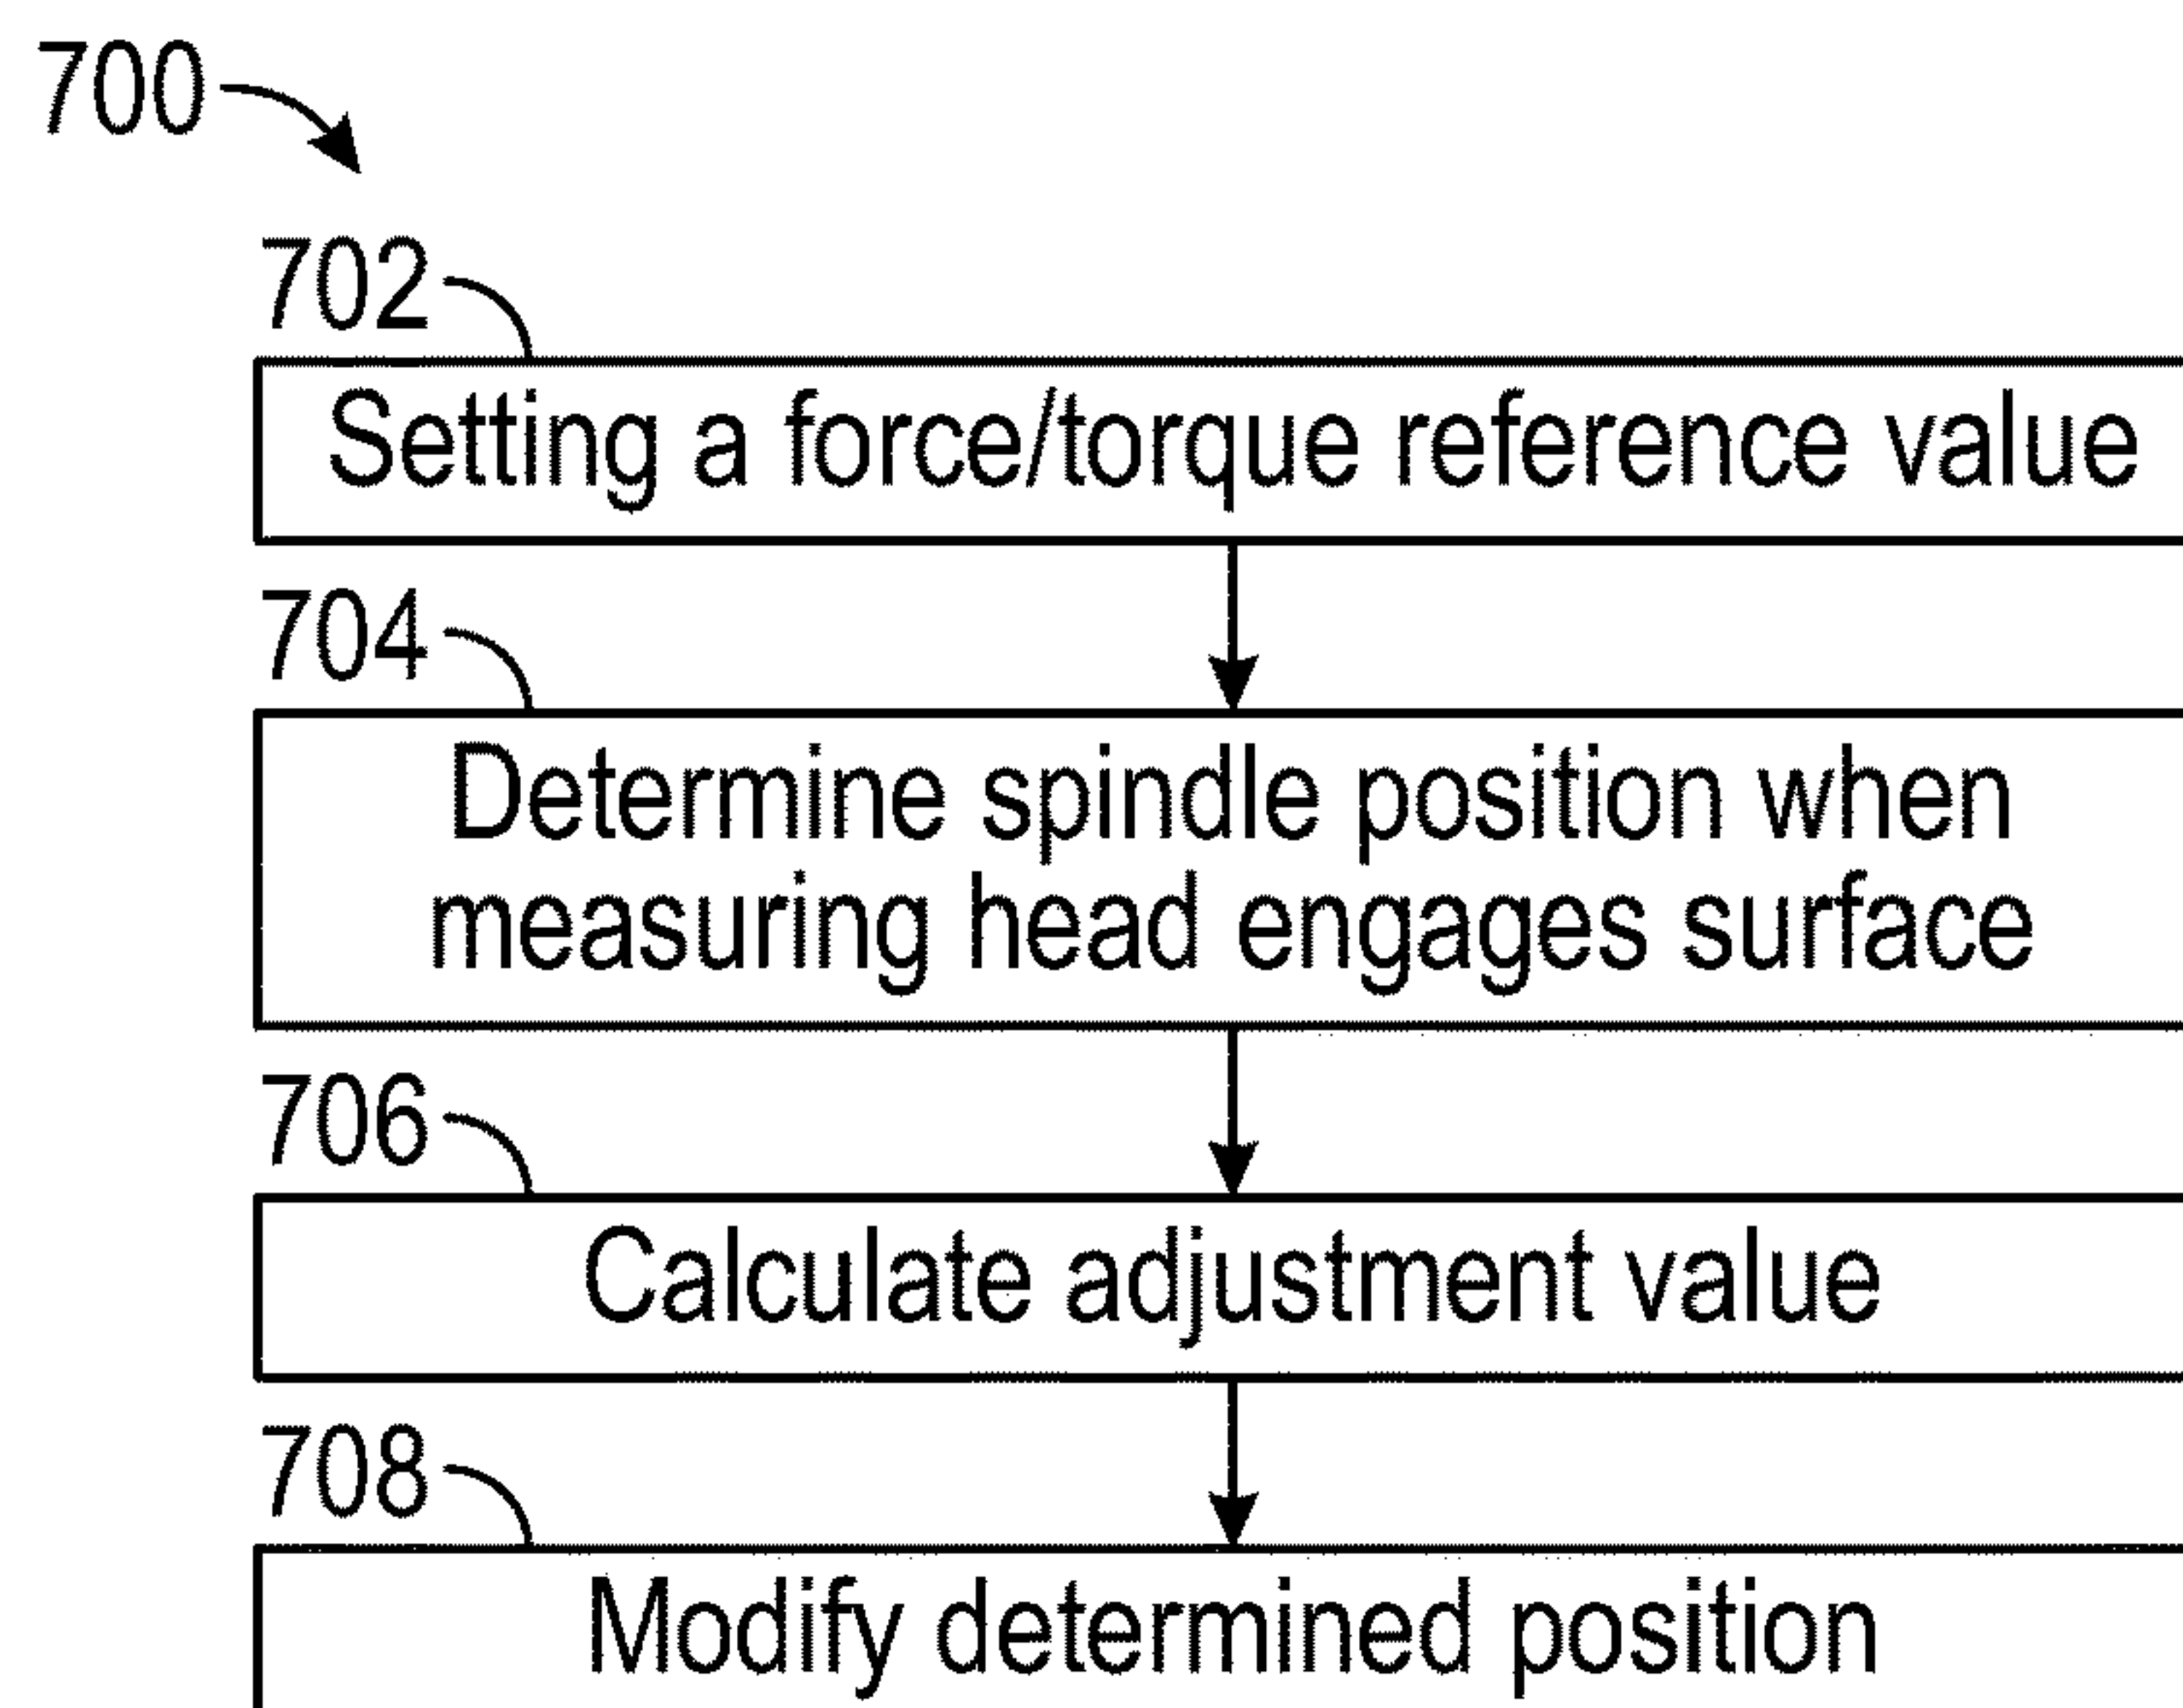 700
702
Setting a force/torque reference value
704
Determine spindle position when
measuring head engages surface
706
Calculate adjustment value
708
Modify determined position